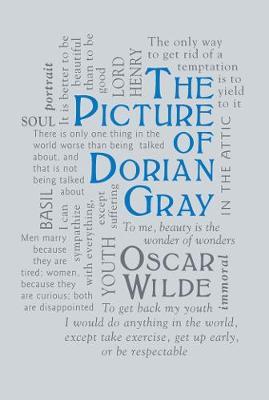 The only way
to get rid of a
temptation
is to yield
to it
It is better to be
beautiful
than to be
good
LORD
HENRY
portrait
SOUL
THE
PICTURE
OF
DORIAN
GRAY
IN THE ATTIC
There is only one thing in the
world worse than being talked
about, and
that is not
being talked
about
BASIL
I can
sympathize
with everything,
except
suffering
To me, beauty is the
wonder of wonders
Men marry
because
they are
tired; women,
because they
are curious; both
are disappointed
YOUTH
OSCAR
WILDE
immoral
To get back my youth
I would do anything in the world,
except take exercise, get up early,
or be respectable